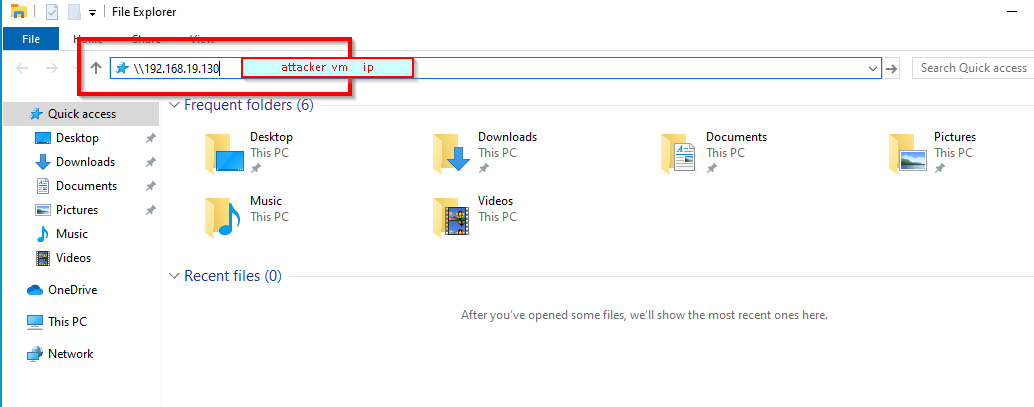 File Explorer
File Home Share View
\\192.168.19.130 attacker vm ip
Search Quick access
Quick access
Desktop
Downloads
Documents
Pictures
Music
Videos
OneDrive
This PC
Network
Frequent folders (6)
Desktop
This PC
Downloads
This PC
Documents
This PC
Pictures
This PC
Music
This PC
Videos
This PC
Recent files (0)
After you've opened some files, we'll show the most recent ones here.